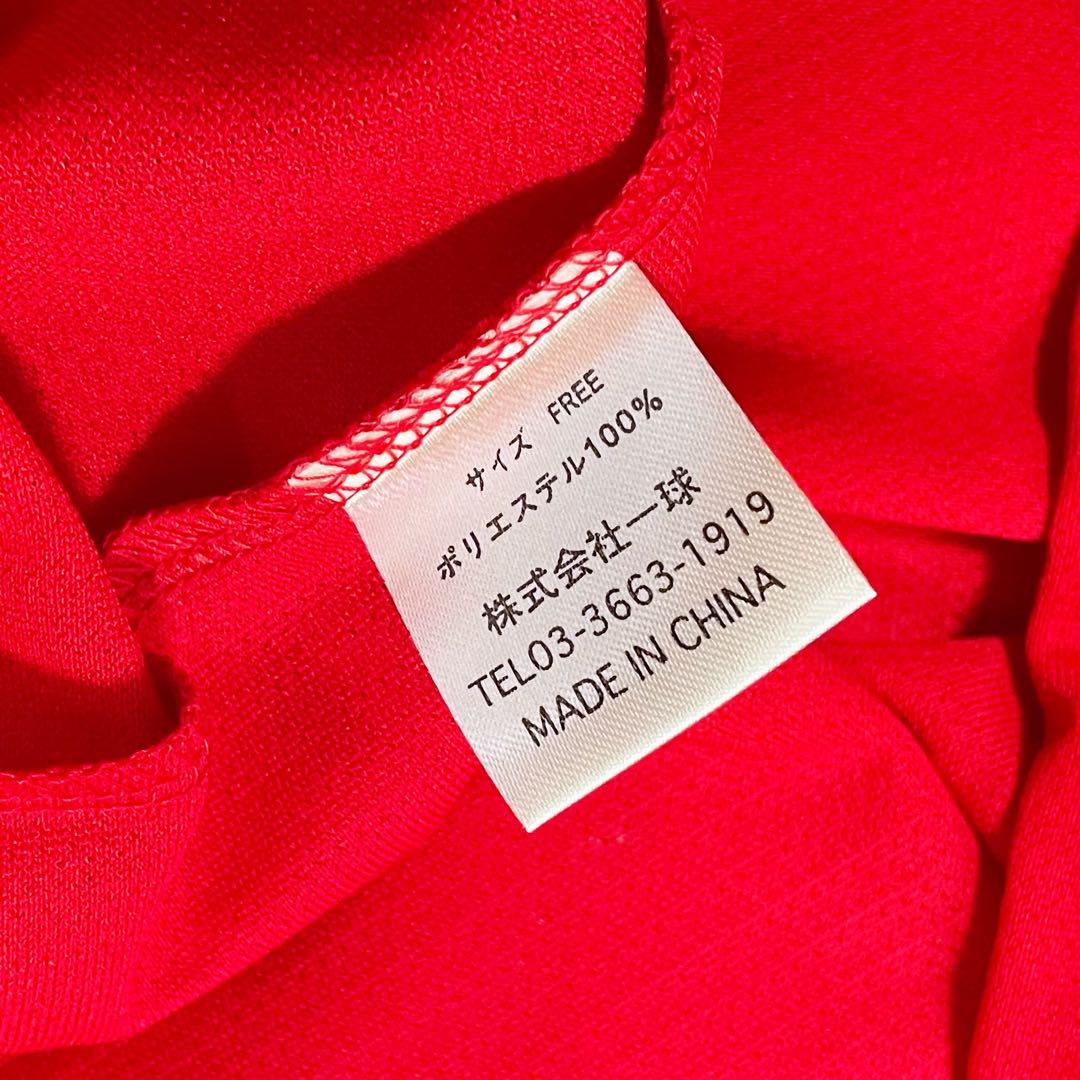 サイズ FREE
ポリエステル100%
株式会社一球
TEL03-3663-1919
MADE IN CHINA